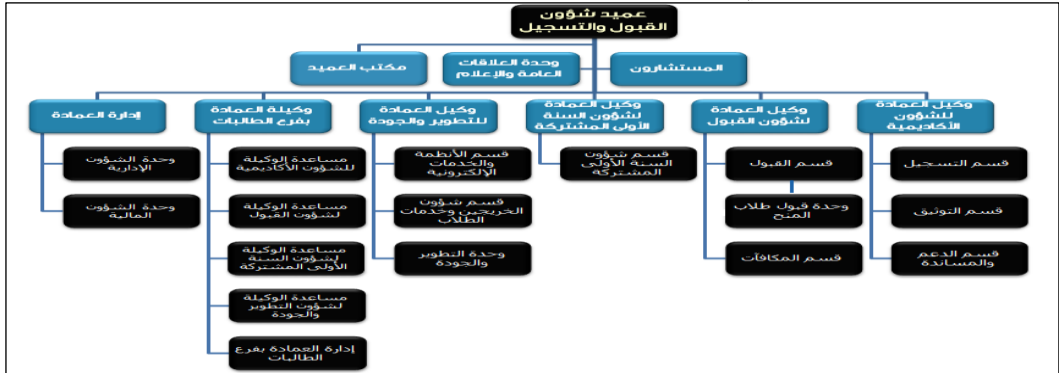 عميد شؤون
القبول والتسجيل
المستشارون
وحدة العلاقات
العامة والإعلام
مكتب العميد
وكيل العمادة
للشؤون
الأكاديمية
وكيل العمادة
لشؤون القبول
وكيل العمادة
لشؤون السنة
الأولى المشتركة
وكيل العمادة
للتطوير والجودة
وكيلة العمادة
بفرع الطالبات
إدارة العمادة
قسم التسجيل
قسم التوثيق
قسم الدعم
والمساندة
قسم القبول
وحدة قبول طلاب
المنح
قسم المكافآت
قسم شؤون
السنة الأولى
المشتركة
قسم الأنظمة
والخدمات
الإلكترونية
قسم شؤون
الخريجين وخدمات
الطلاب
وحدة التطوير
والجودة
مساعدة الوكيلة
للشؤون الأكاديمية
مساعدة الوكيلة
لشؤون القبول
مساعدة الوكيلة
لشؤون السنة
الأولى المشتركة
مساعدة الوكيلة
لشؤون التطوير
والجودة
إدارة العمادة بفرع
الطالبات
وحدة الشؤون
الإدارية
وحدة الشؤون
المالية